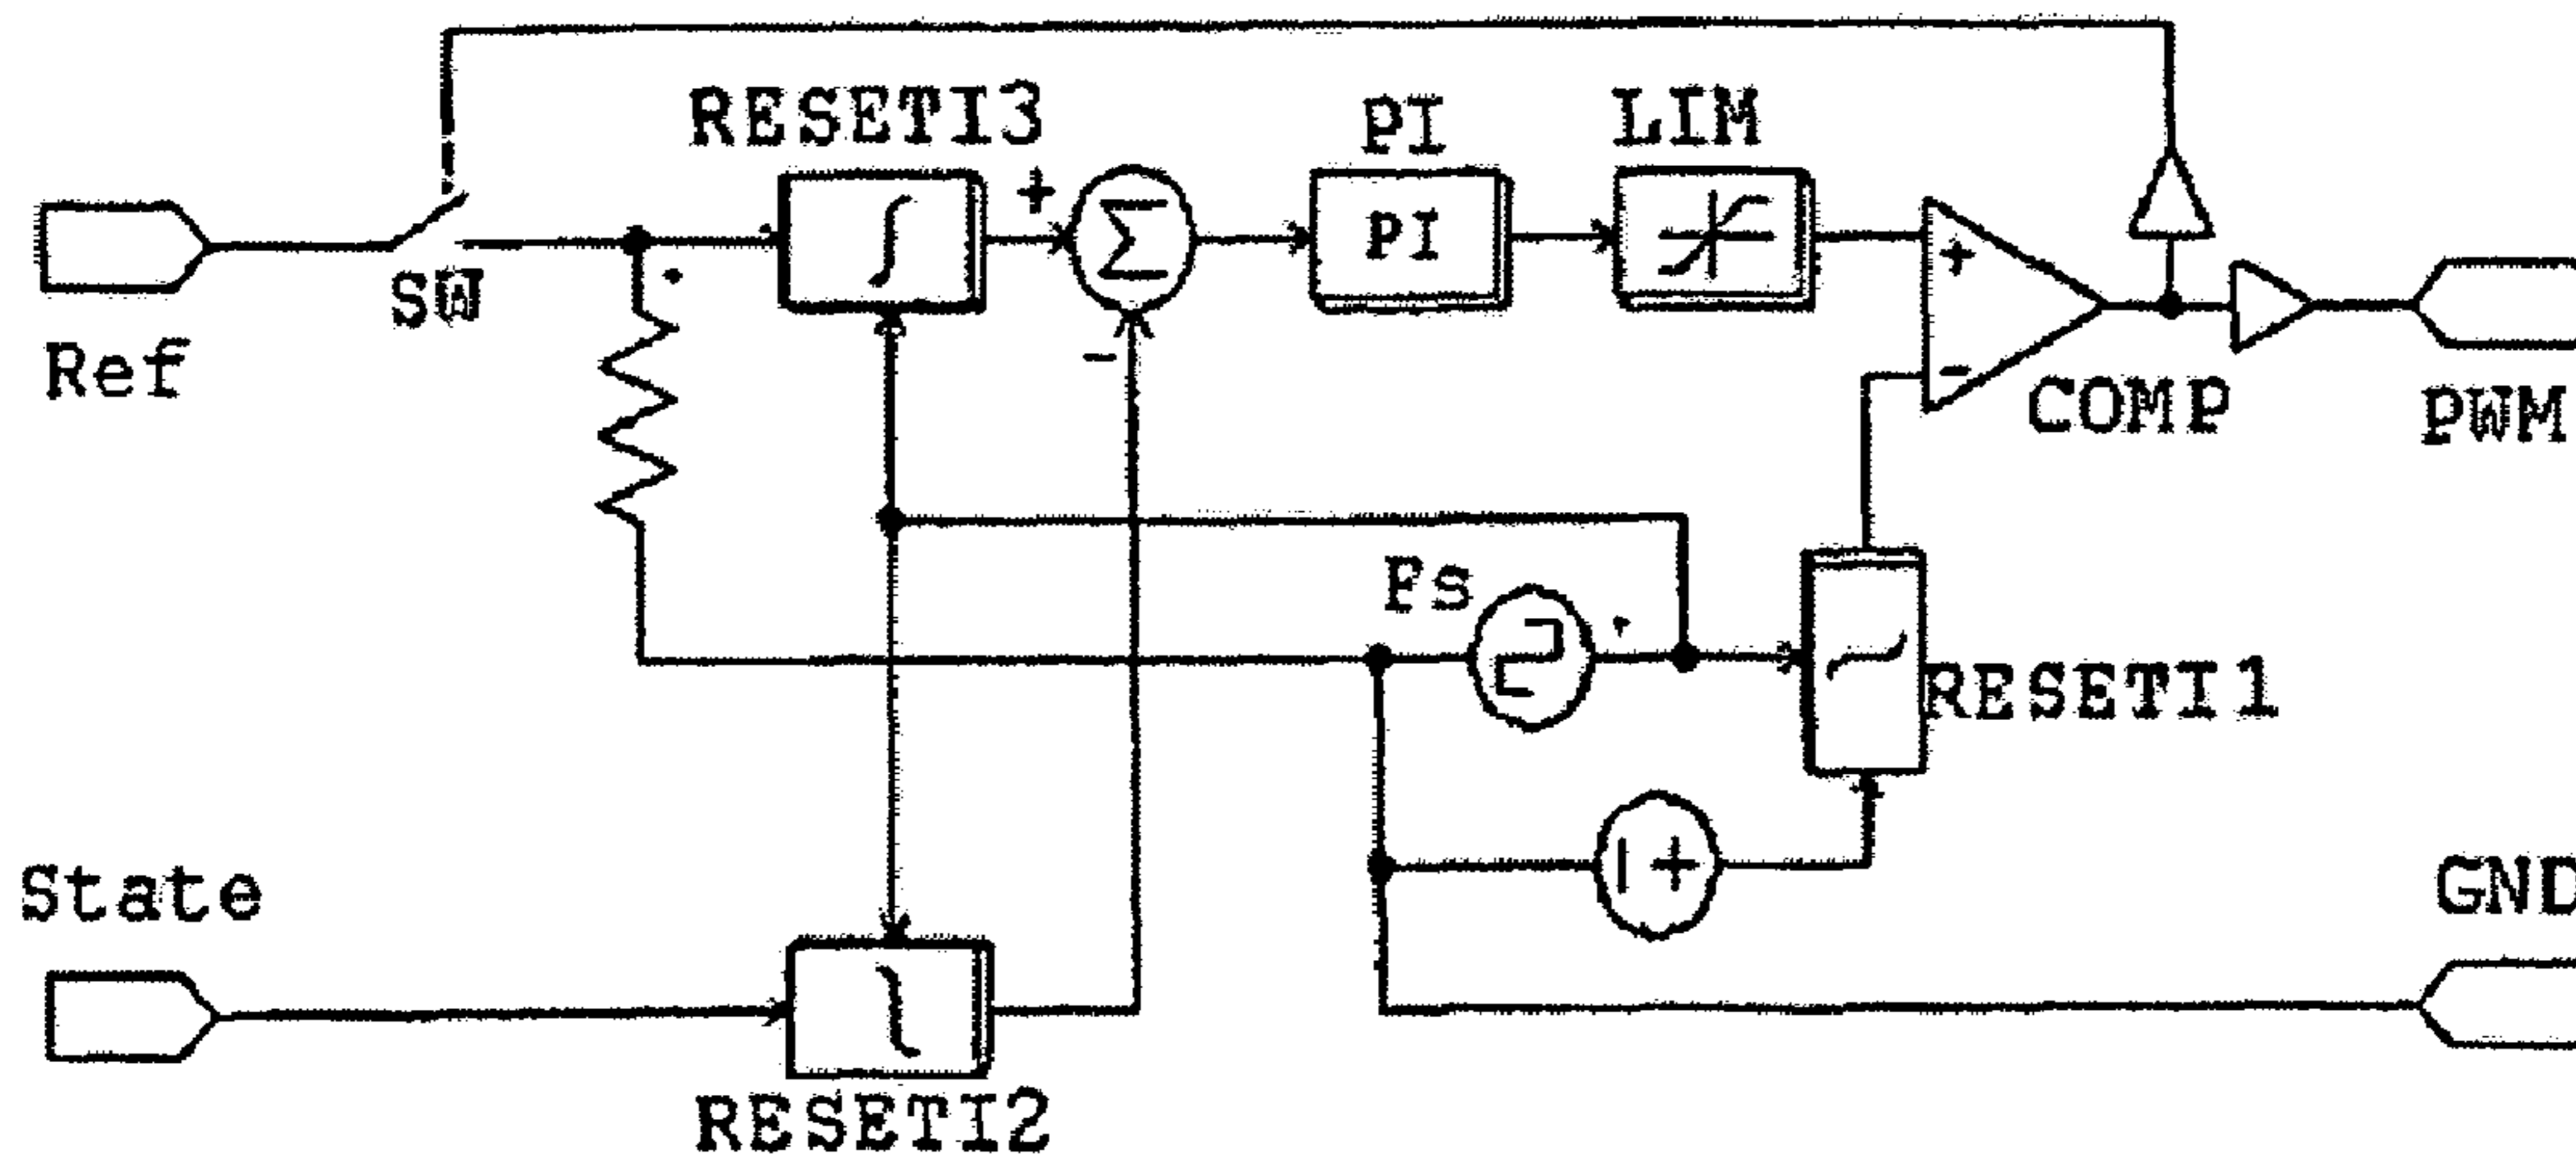 RESETI3
PI
LIM
+
Σ
PI
SW
Ref
+
-
-
COMP
PWM
Fs
RESETI1
State
- +
GND
RESETI2